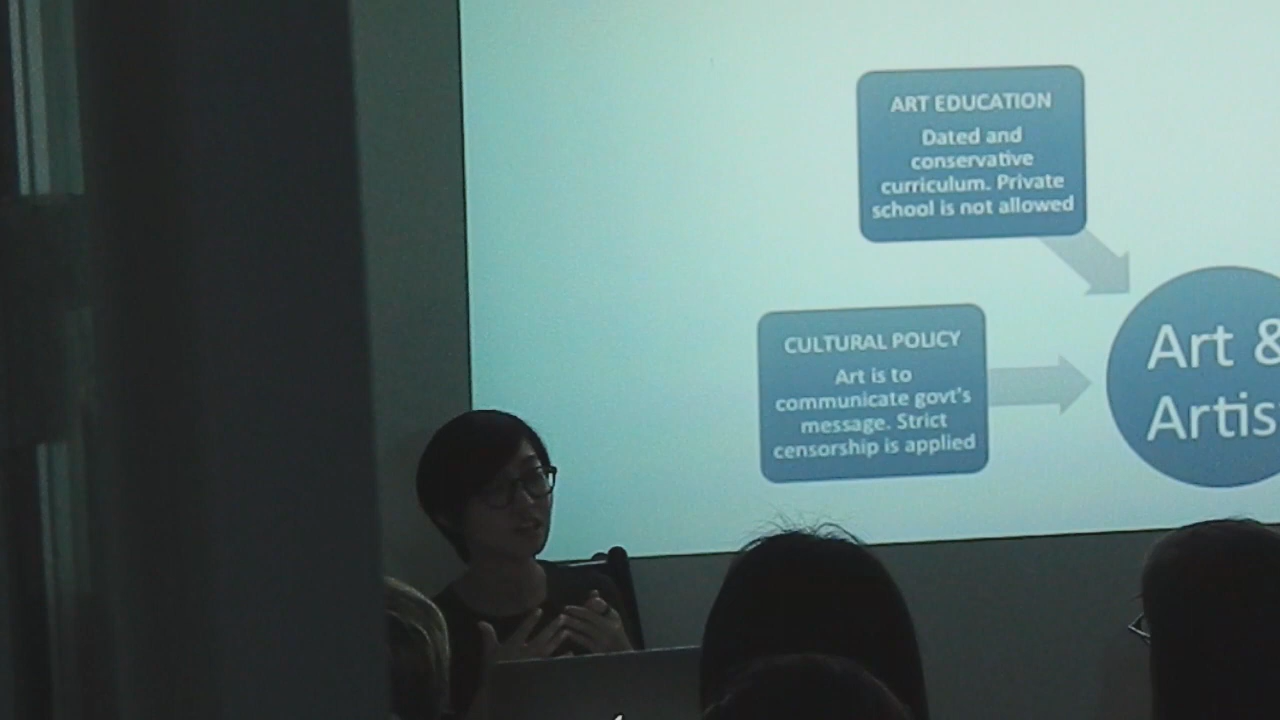 ART EDUCATION
Dated and
conservative
curriculum. Private
school is not allowed
CULTURAL POLICY
Art is to
communicate govt's
message. Strict
censorship is applied
Art &
Artis